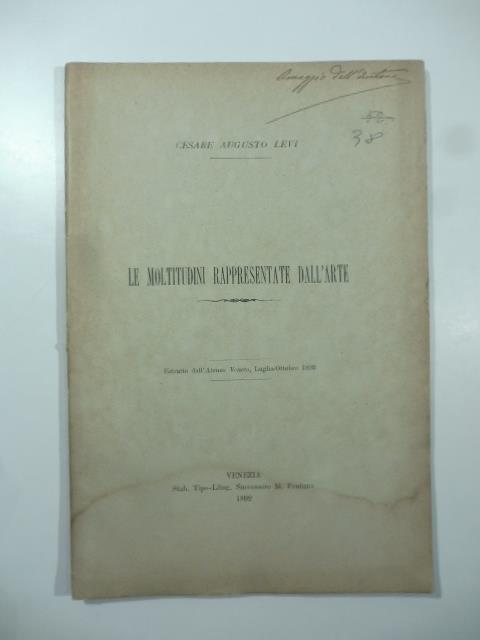 Omaggio dell'Autore
52
38
CESARE AUGUSTO LEVI
LE MOLTITUDINI RAPPRESENTATE DALL'ARTE
Estratto dall'Ateneo Veneto, Luglio-Ottobre 1892
VENEZIA
Stab. Tipo-Litog. Successore M. Fontana
1892